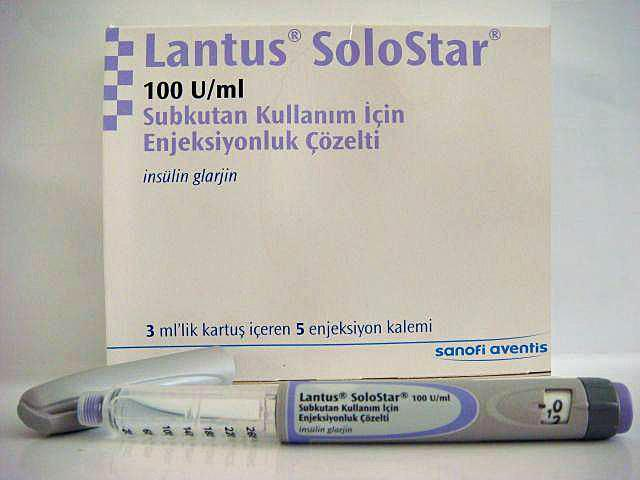 Lantus® SoloStar®
100 U/ml
Subkutan Kullanım İçin
Enjeksiyonluk Çözelti
insülin glarjin
3 ml'lik kartuş içeren 5 enjeksiyon kalemi
sanofi aventis
Lantus® SoloStar® 100 U/ml
Subkutan Kullanım İçin
Enjeksiyonluk Çözelti
insülin glarjin
0
2